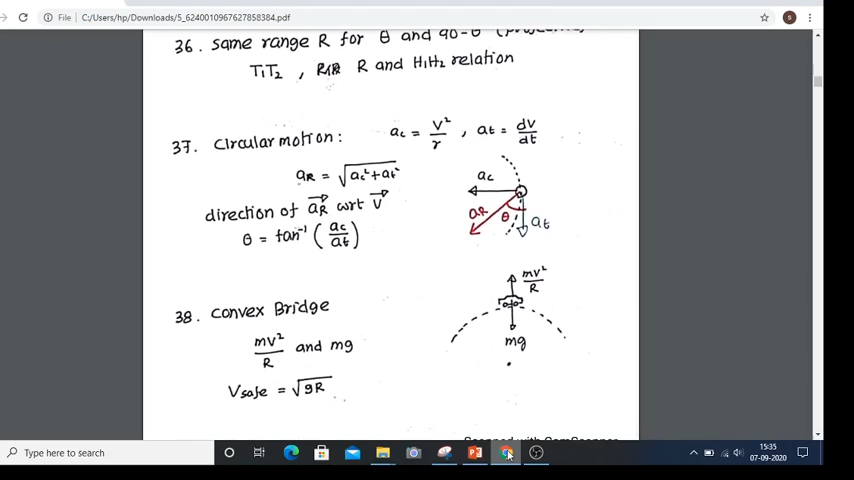 File
C:/Users/hp/Downloads/5_6240010967627858384.pdf
S
36. Same range R for θ and 90-θ
T1T2 , R and H1H2 relation
37. Circular motion: ac = V²/r , at = dV/dt
aR = √ac²+at²
ac
direction of aR wrt V
aR
θ
at
θ = tan⁻¹ (ac/at)
mv²/R
38. Convex Bridge
mv²/R and mg
mg
Vsafe = √gR
Scanned with CamScanner
Type here to search
15:35
07-09-2020